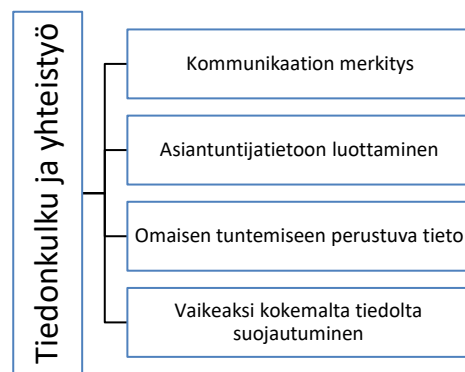 Tiedonkulku ja yhteistyö
Kommunikaation merkitys
Asiantuntijatietoon luottaminen
Omaisen tuntemiseen perustuva tieto
Vaikeaksi kokemalta tiedolta
suojautuminen